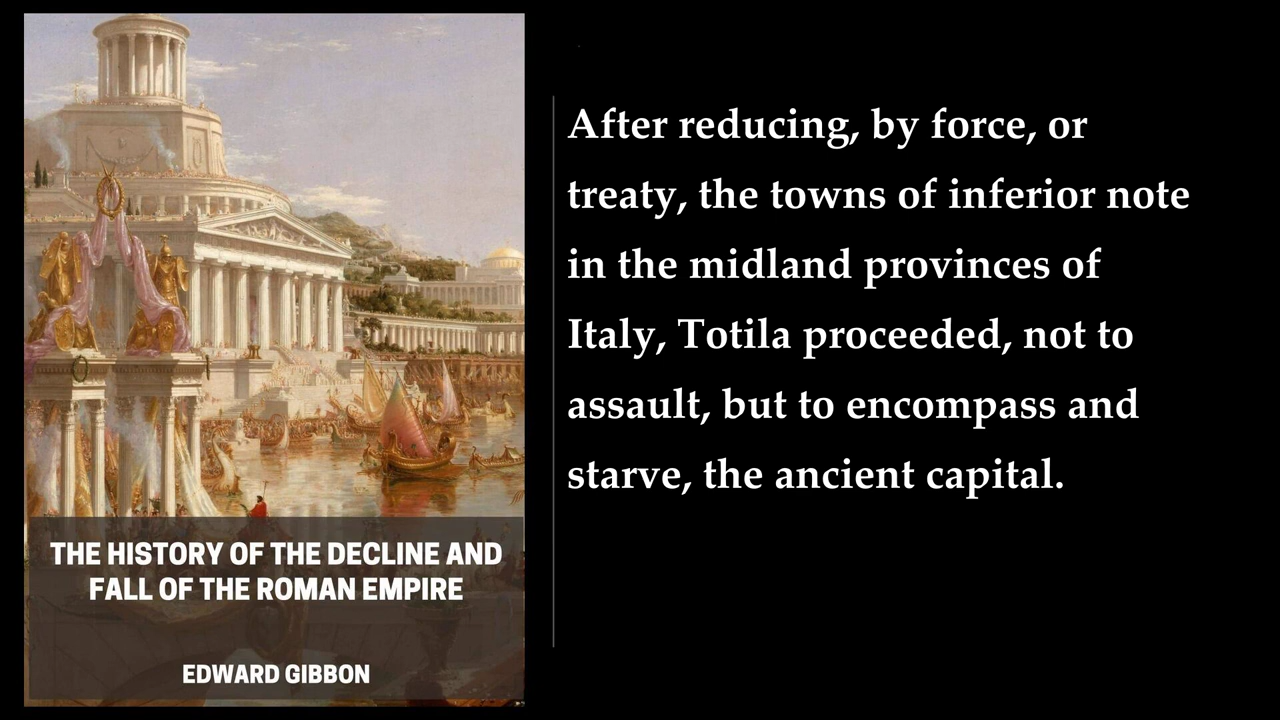 After reducing, by force, or
treaty, the towns of inferior note
in the midland provinces of
Italy, Totila proceeded, not to
assault, but to encompass and
starve, the ancient capital.
THE HISTORY OF THE DECLINE AND
FALL OF THE ROMAN EMPIRE
EDWARD GIBBON